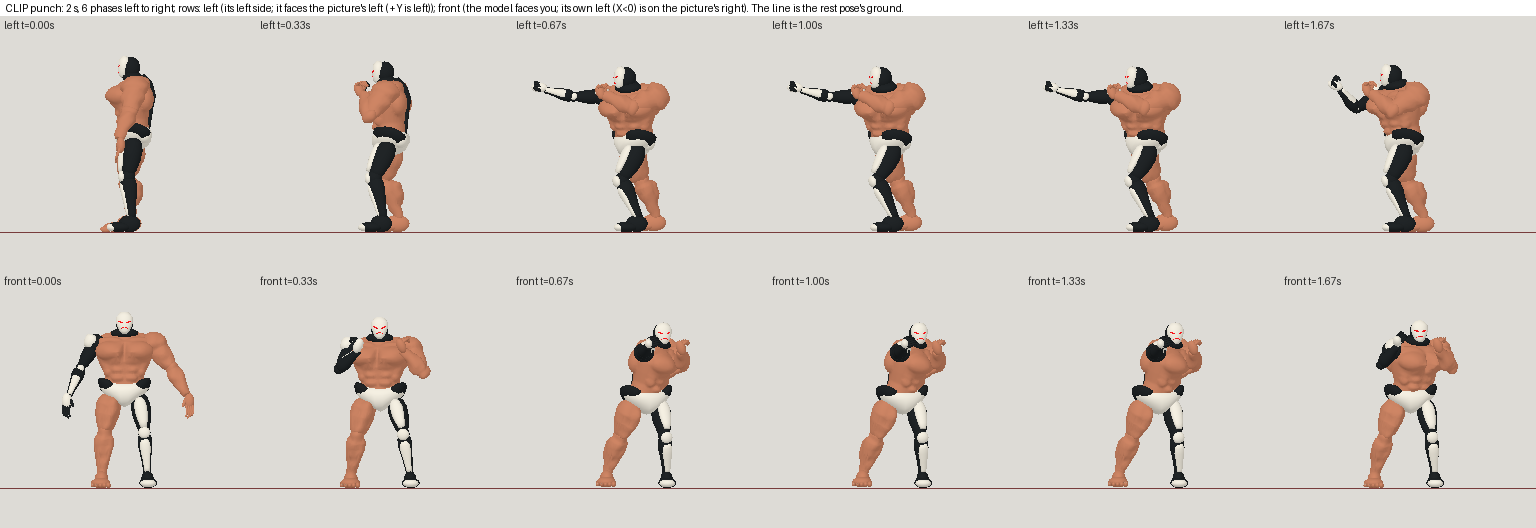 CLIP punch: 2 s, 6 phases left to right; rows: left (its left side; it faces the picture's left (+Y is left)); front (the model faces you; its own left (X<0) is on the picture's right). The line is the rest pose's ground.
left t=0.00s left t=0.33s left t=0.67s left t=1.00s left t=1.33s left t=1.67s
front t=0.00s front t=0.33s front t=0.67s front t=1.00s front t=1.33s front t=1.67s